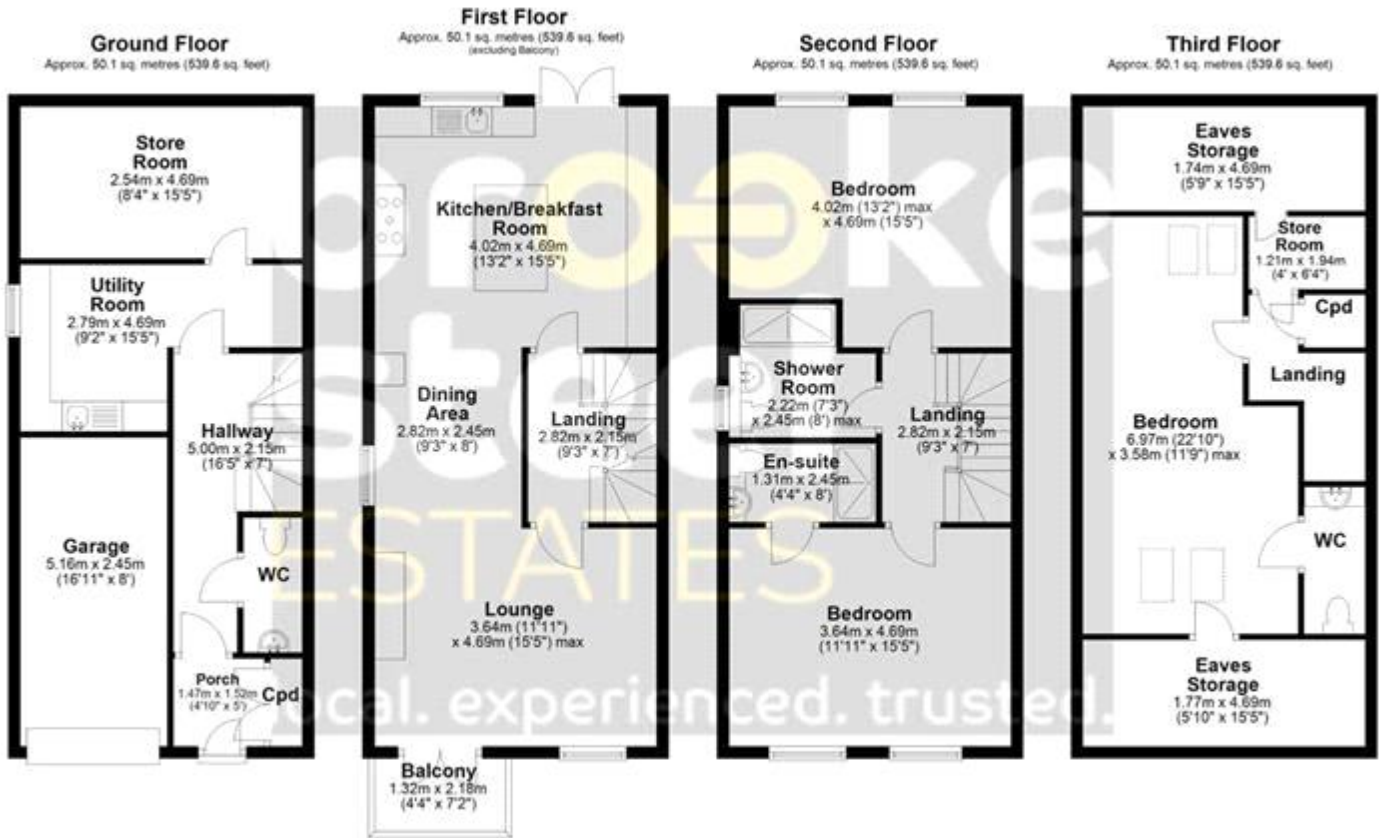 Ground Floor
Approx. 50.1 sq. metres (539.6 sq. feet)
Store
Room
2.54m x 4.69m
(8'4" x 15'5")
Utility
Room
2.79m x 4.69m
(9'2" x 15'5")
Hallway
5.00m x 2.15m
(16'5" x 7')
Garage
5.16m x 2.45m
(16'11" x 8')
WC
Porch
1.47m x 1.52m
(4'10" x 5')
Cpd
First Floor
Approx. 50.1 sq. metres (539.6 sq. feet)
(excluding Balcony)
Kitchen/Breakfast
Room
4.02m x 4.69m
(13'2" x 15'5")
Dining
Area
2.82m x 2.45m
(9'3" x 8')
Landing
2.82m x 2.15m
(9'3" x 7')
Lounge
3.64m (11'11")
x 4.69m (15'5") max
Balcony
1.32m x 2.18m
(4'4" x 7'2")
Second Floor
Approx. 50.1 sq. metres (539.6 sq. feet)
Bedroom
4.02m (13'2") max
x 4.69m (15'5")
Shower
Room
2.22m (7'3")
x 2.45m (8') max
Landing
2.82m x 2.15m
(9'3" x 7')
En-suite
1.31m x 2.45m
(4'4" x 8')
Bedroom
3.64m x 4.69m
(11'11" x 15'5")
Third Floor
Approx. 50.1 sq. metres (539.6 sq. feet)
Eaves
Storage
1.74m x 4.69m
(5'9" x 15'5")
Store
Room
1.21m x 1.94m
(4' x 6'4")
Cpd
Landing
Bedroom
6.97m (22'10")
x 3.58m (11'9") max
WC
Eaves
Storage
1.77m x 4.69m
(5'10" x 15'5")
brooke
ESTATES
local. experienced. trusted.